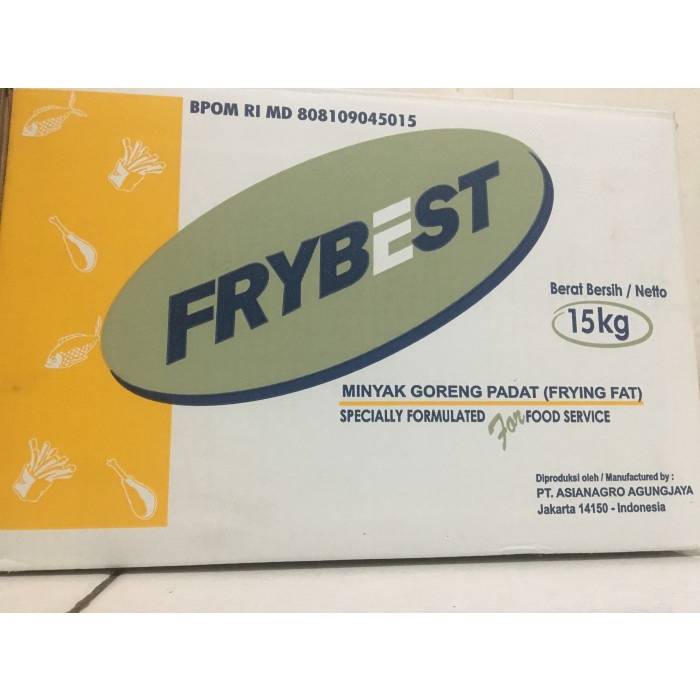 BPOM RI MD 808109045015
FRYBEST
Berat Bersih / Netto
15kg
MINYAK GORENG PADAT (FRYING FAT)
SPECIALLY FORMULATED For FOOD SERVICE
Diproduksi oleh / Manufactured by :
PT. ASIANAGRO AGUNGJAYA
Jakarta 14150 - Indonesia